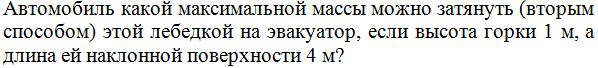 Автомобиль какой максимальной массы можно затянуть (вторым
способом) этой лебедкой на эвакуатор, если высота горки 1 м, а
длина ей наклонной поверхности 4 м?